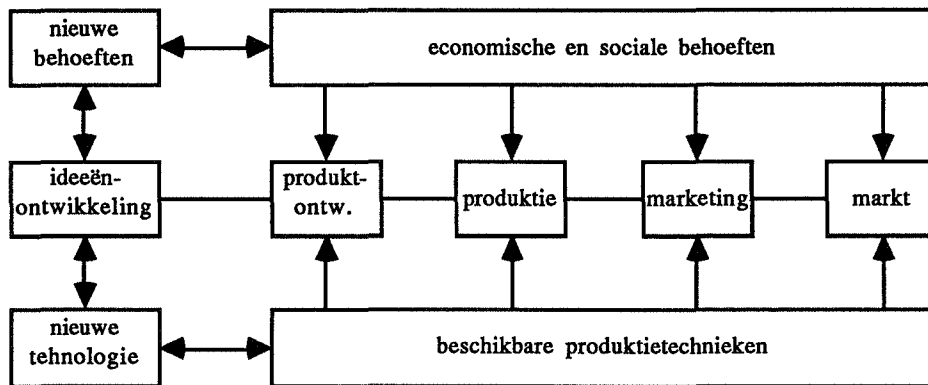 nieuwe
behoeften
economische en sociale behoeften
ideeën-
ontwikkeling
produkt-
ontw.
produktie
marketing
markt
nieuwe
tehnologie
beschikbare produktietechnieken